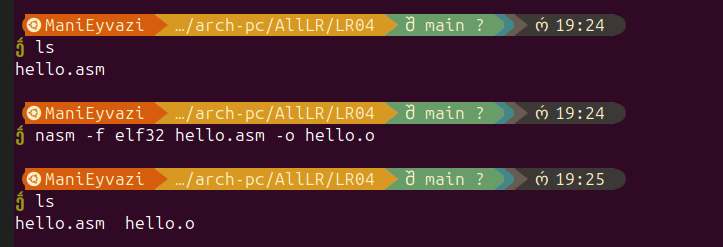 ManiEyvazi …/arch-pc/AllLR/LR04 შ main ? 19:24
ls
hello.asm
ManiEyvazi …/arch-pc/AllLR/LR04 შ main ? 19:24
nasm -f elf32 hello.asm -o hello.o
ManiEyvazi …/arch-pc/AllLR/LR04 შ main ? 19:25
ls
hello.asm hello.o